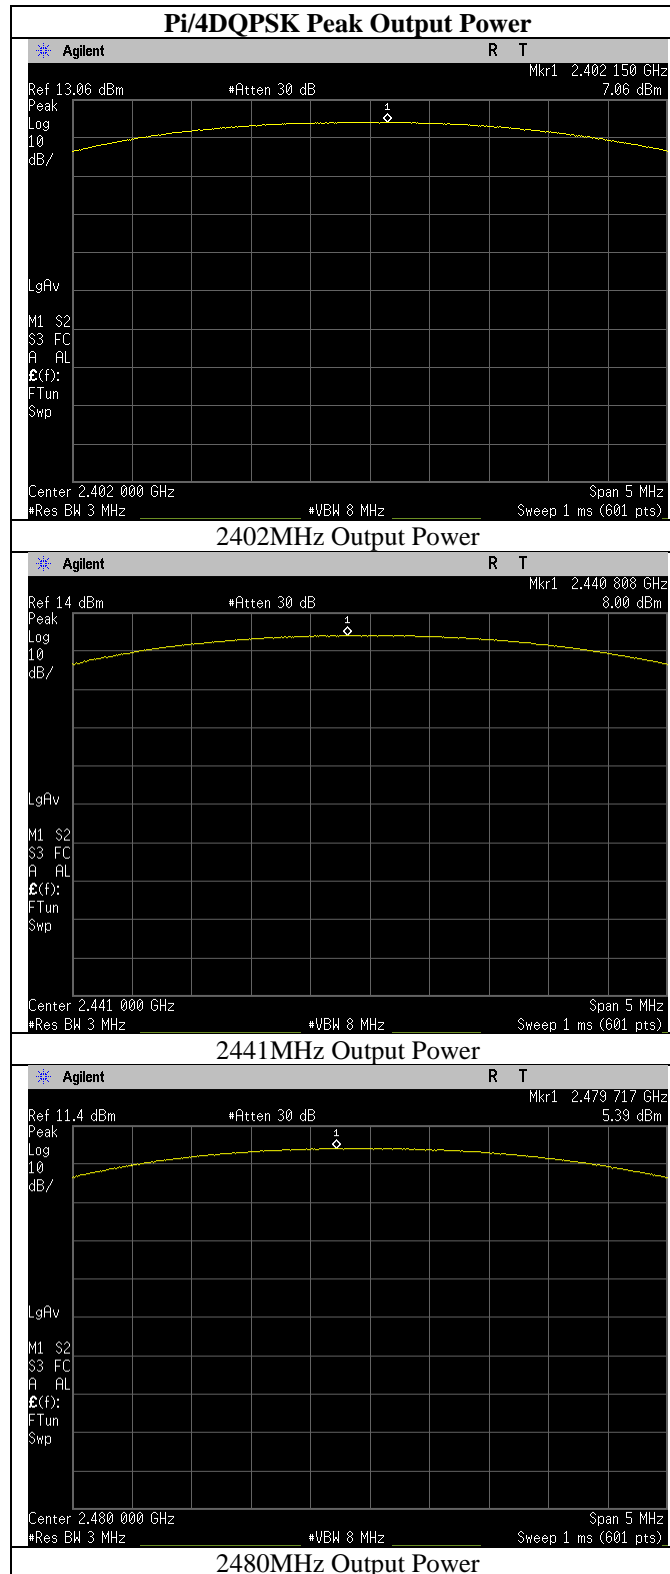 Pi/4DQPSK Peak Output Power
Agilent R T
Mkr1 2.402 150 GHz
Ref 13.06 dBm #Atten 30 dB 7.06 dBm
Peak
Log
10
dB/
1
LgAv
M1 S2
S3 FC
A AL
£(f):
FTun
Swp
Center 2.402 000 GHz Span 5 MHz
#Res BW 3 MHz #VBW 8 MHz Sweep 1 ms (601 pts)
2402MHz Output Power
Agilent R T
Mkr1 2.440 808 GHz
Ref 14 dBm #Atten 30 dB 8.00 dBm
Peak
Log
10
dB/
1
LgAv
M1 S2
S3 FC
A AL
£(f):
FTun
Swp
Center 2.441 000 GHz Span 5 MHz
#Res BW 3 MHz #VBW 8 MHz Sweep 1 ms (601 pts)
2441MHz Output Power
Agilent R T
Mkr1 2.479 717 GHz
Ref 11.4 dBm #Atten 30 dB 5.39 dBm
Peak
Log
10
dB/
1
LgAv
M1 S2
S3 FC
A AL
£(f):
FTun
Swp
Center 2.480 000 GHz Span 5 MHz
#Res BW 3 MHz #VBW 8 MHz Sweep 1 ms (601 pts)
2480MHz Output Power